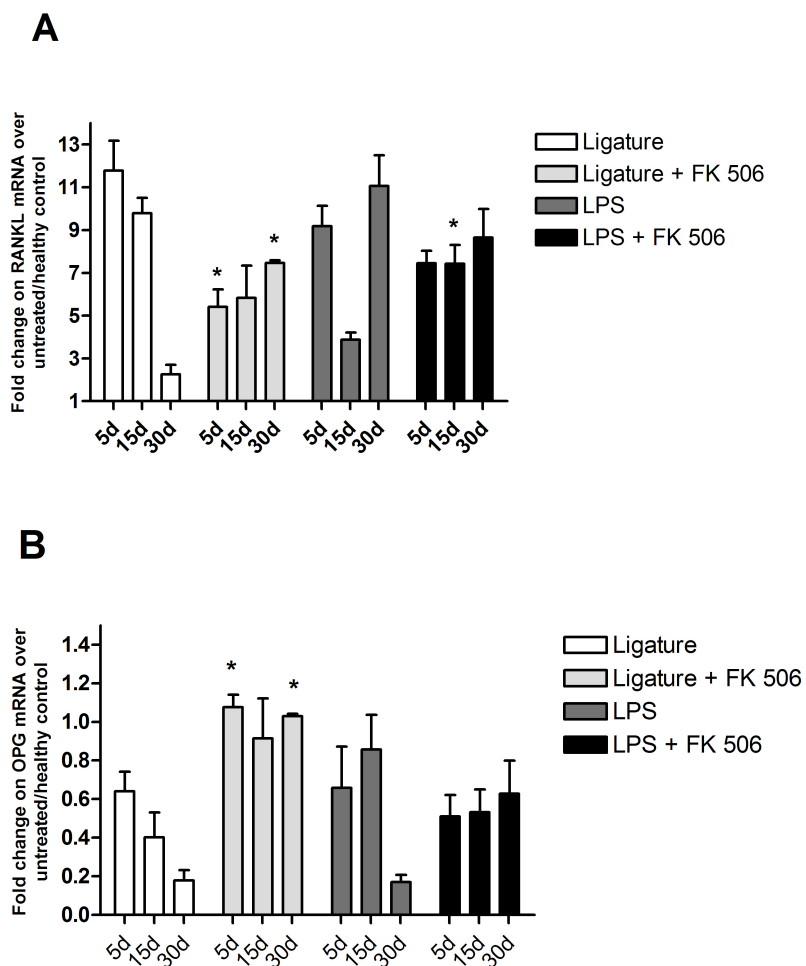 A
Fold change on RANKL mRNA over
untreated/healthy control
13
11
9
7
5
3
1
* * *
5d 15d 30d 5d 15d 30d 5d 15d 30d 5d 15d 30d
Ligature
Ligature + FK 506
LPS
LPS + FK 506
B
Fold change on OPG mRNA over
untreated/healthy control
1.4
1.2
1.0
0.8
0.6
0.4
0.2
0.0
* *
5d 15d 30d 5d 15d 30d 5d 15d 30d 5d 15d 30d
Ligature
Ligature + FK 506
LPS
LPS + FK 506